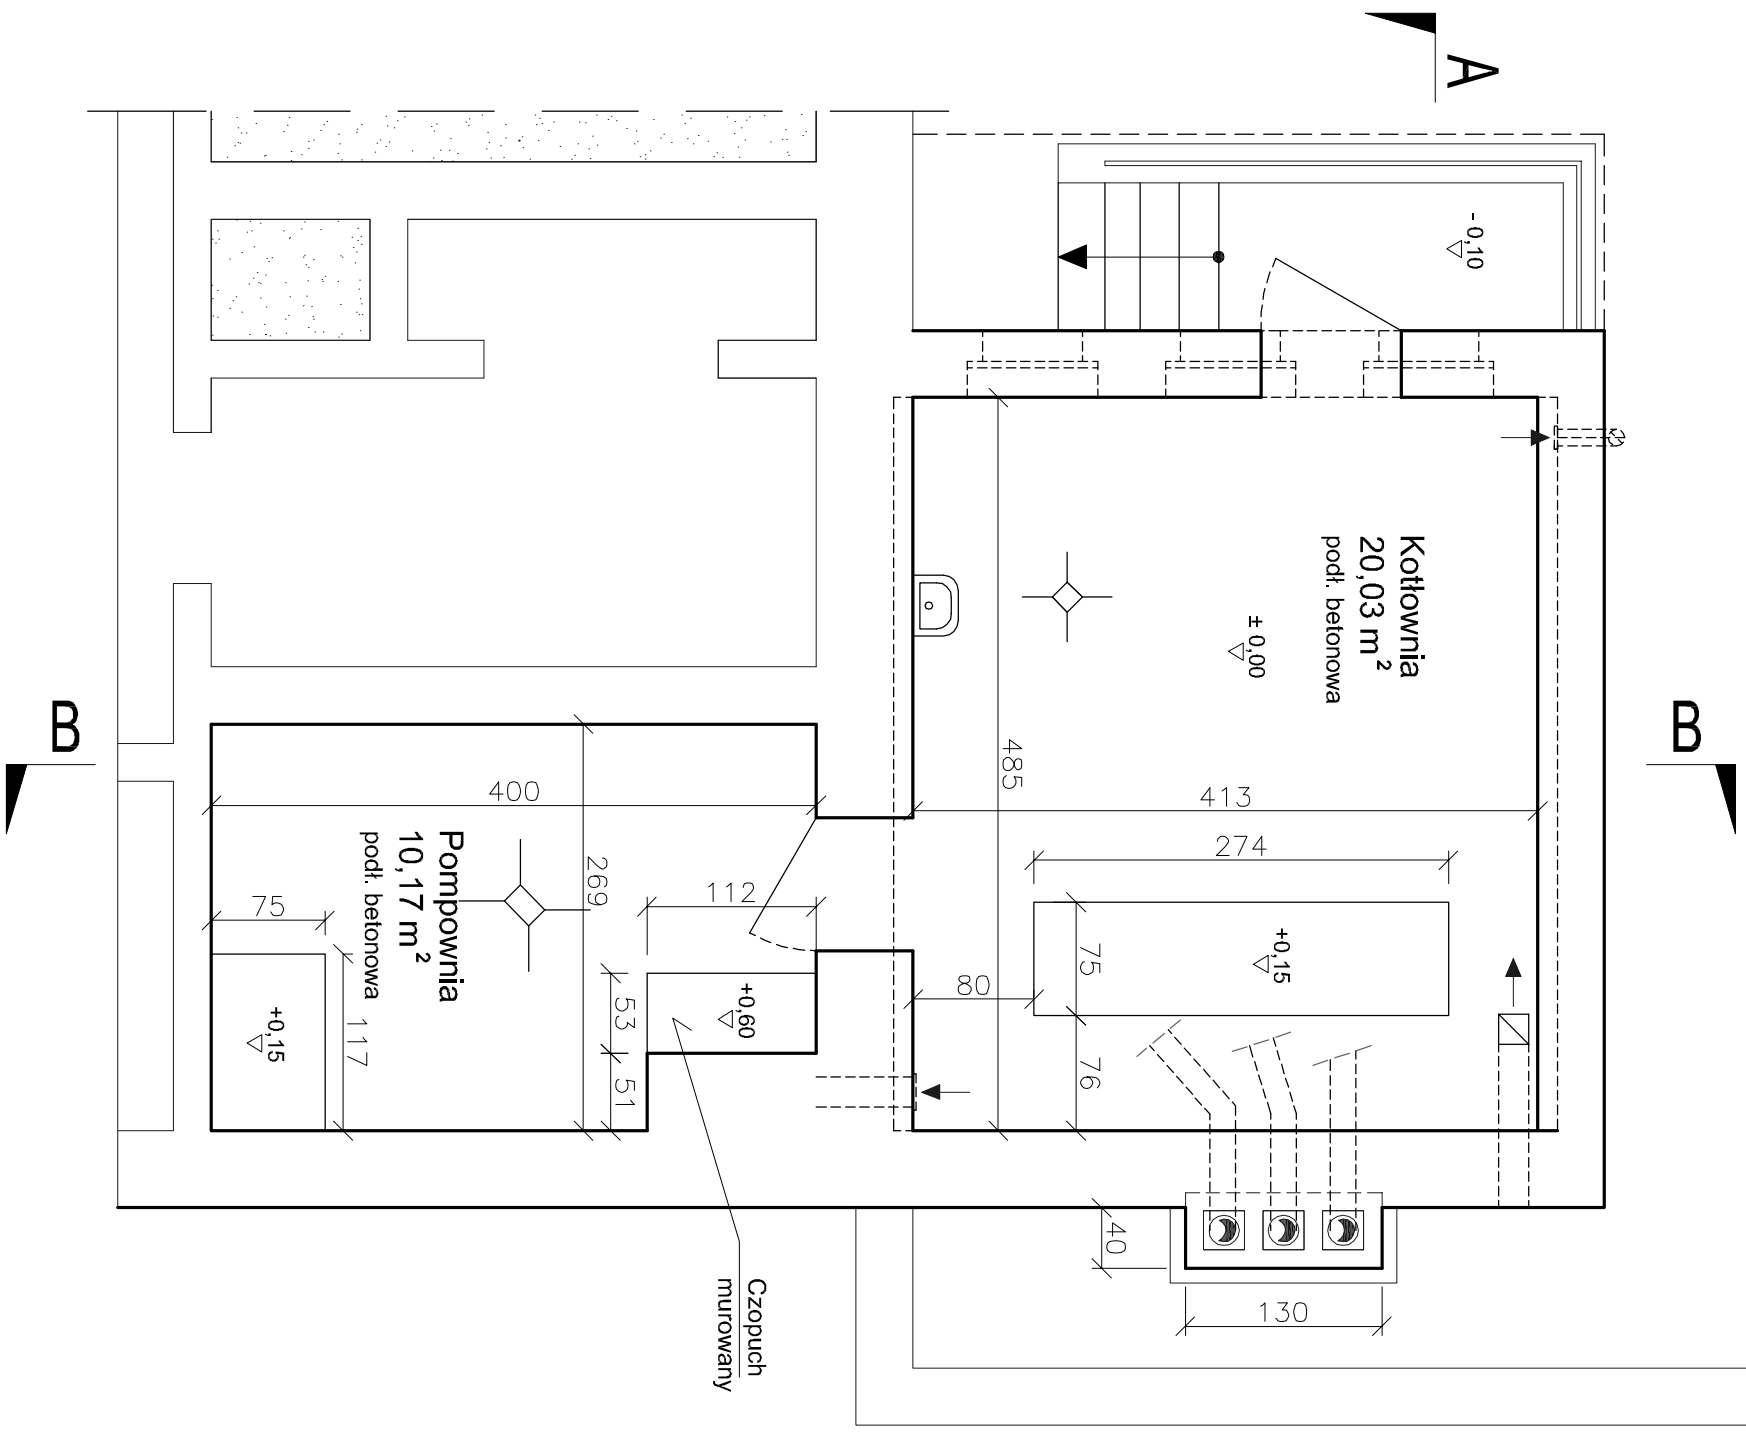 A
- 0,10
Kotłownia
20,03 m²
podł. betonowa
± 0,00
B
B
485
413
400
274
Pompownia
10,17 m²
podł. betonowa
269
112
75
75
+0,15
80
+0,60
53
117
+0,15
76
51
40
130
Czopuch
murowany